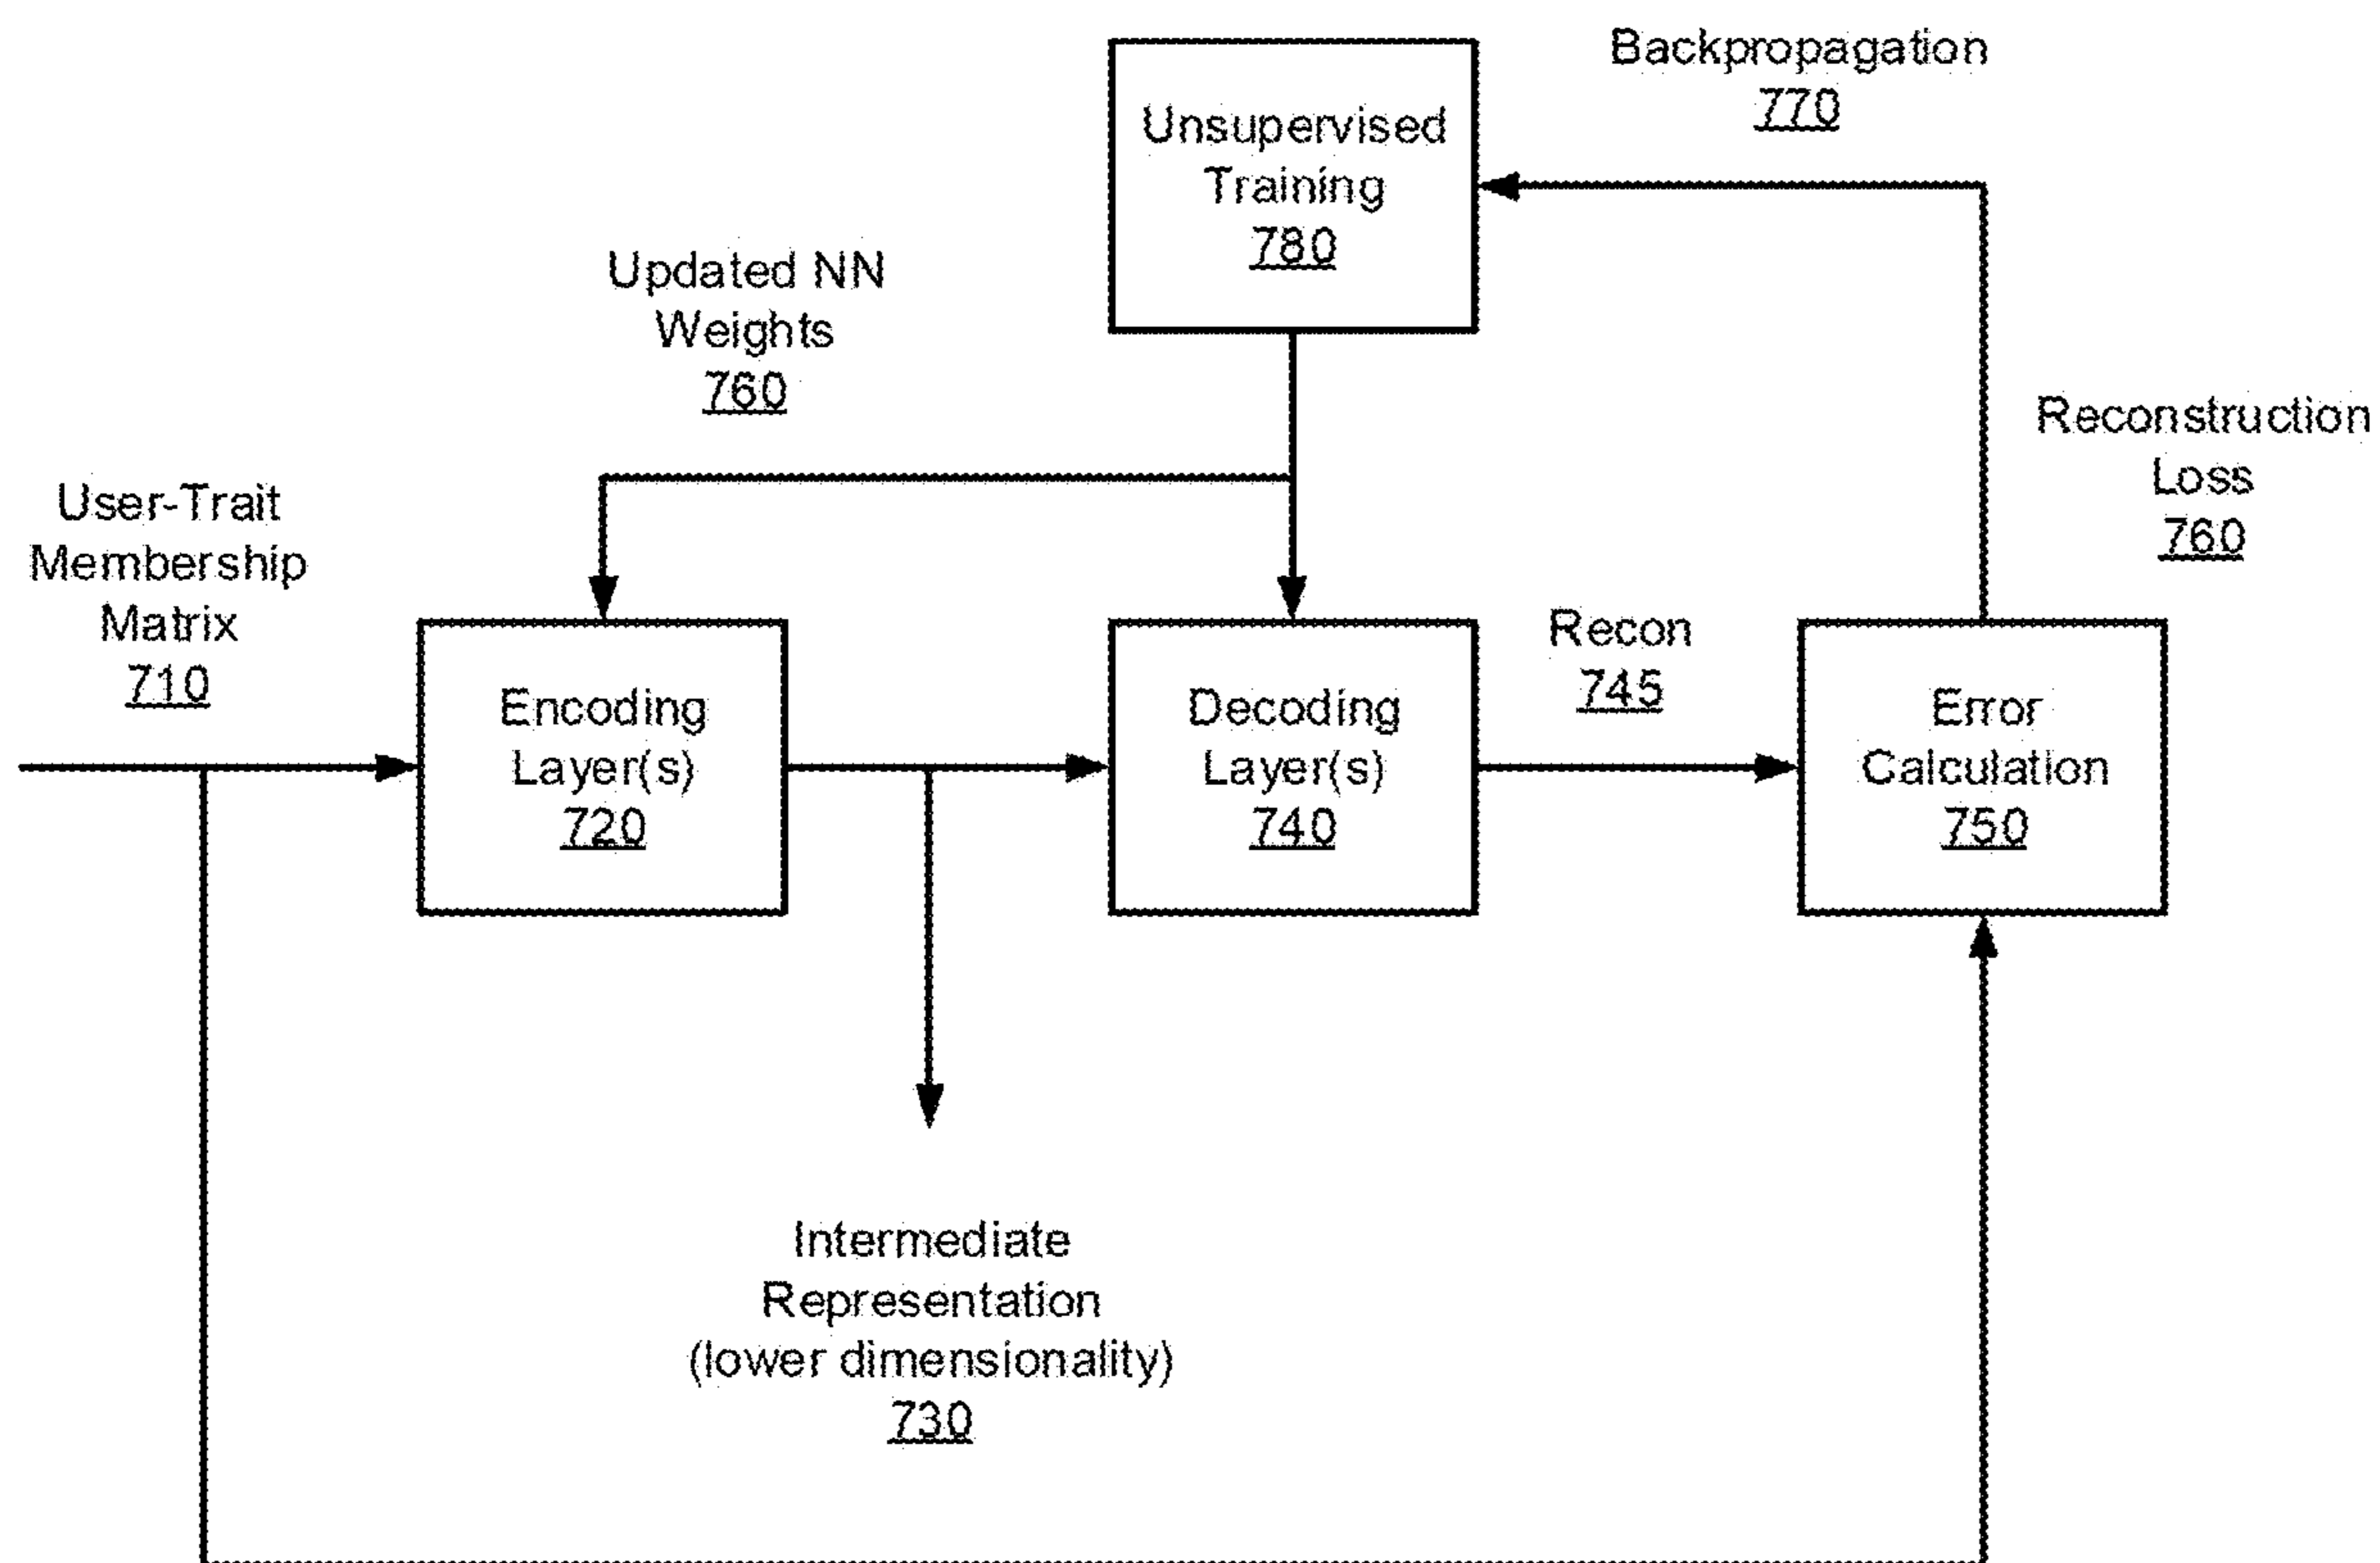 Backpropagation
770
Unsupervised
Training
780
Updated NN
Weights
760
Reconstruction
Loss
760
User-Trait
Membership
Matrix
710
Encoding
Layer(s)
720
Decoding
Layer(s)
740
Recon
745
Error
Calculation
750
Intermediate
Representation
(lower dimensionality)
730